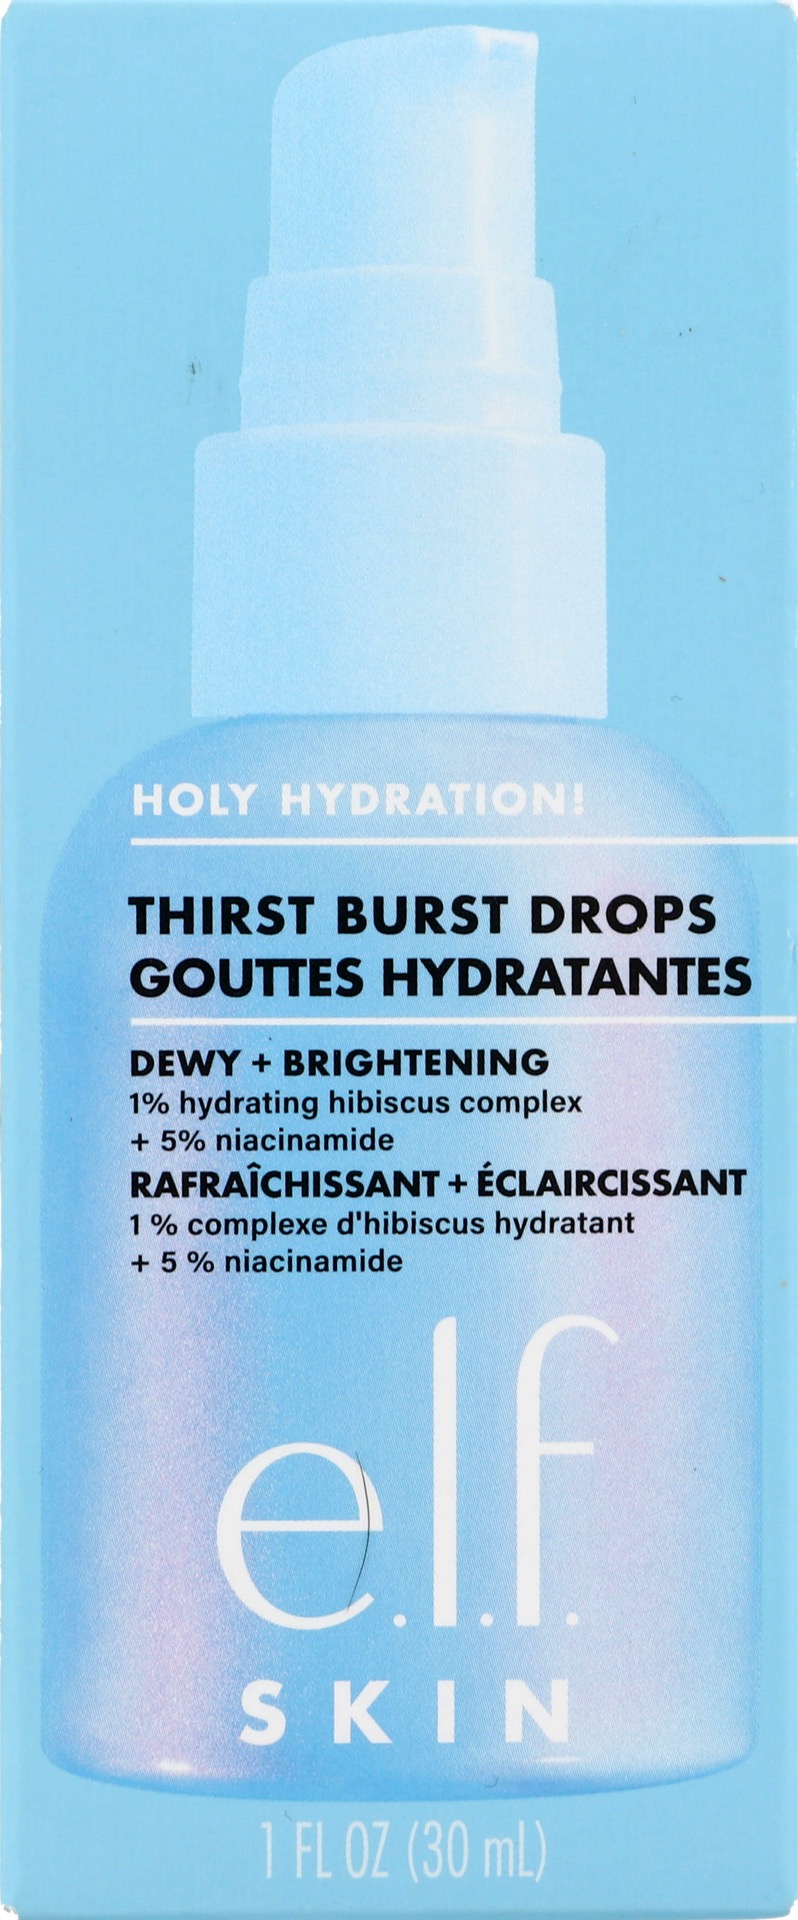 HOLY HYDRATION!
THIRST BURST DROPS
GOUTTES HYDRATANTES
DEWY + BRIGHTENING
1% hydrating hibiscus complex
+ 5% niacinamide
RAFRAÎCHISSANT + ÉCLAIRCISSANT
1 % complexe d'hibiscus hydratant
+ 5 % niacinamide
e.l.f.
SKIN
1 FL OZ (30 mL)